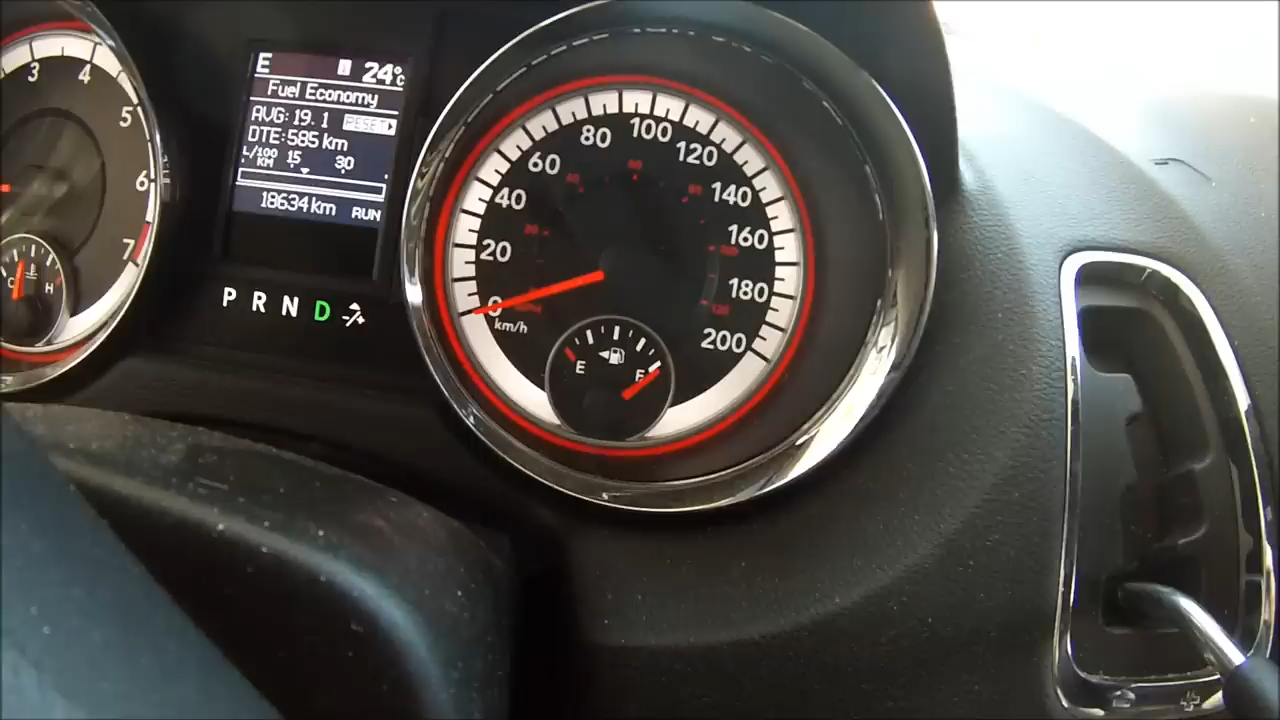 3 4 5 6 7
C H
E 24°C
Fuel Economy
AVG:19.1 RESET
DTE:585 km
L/100 KM 15 30
18634 km RUN
P R N D
0 20 40 60 80 100 120 140 160 180 200
km/h
E F